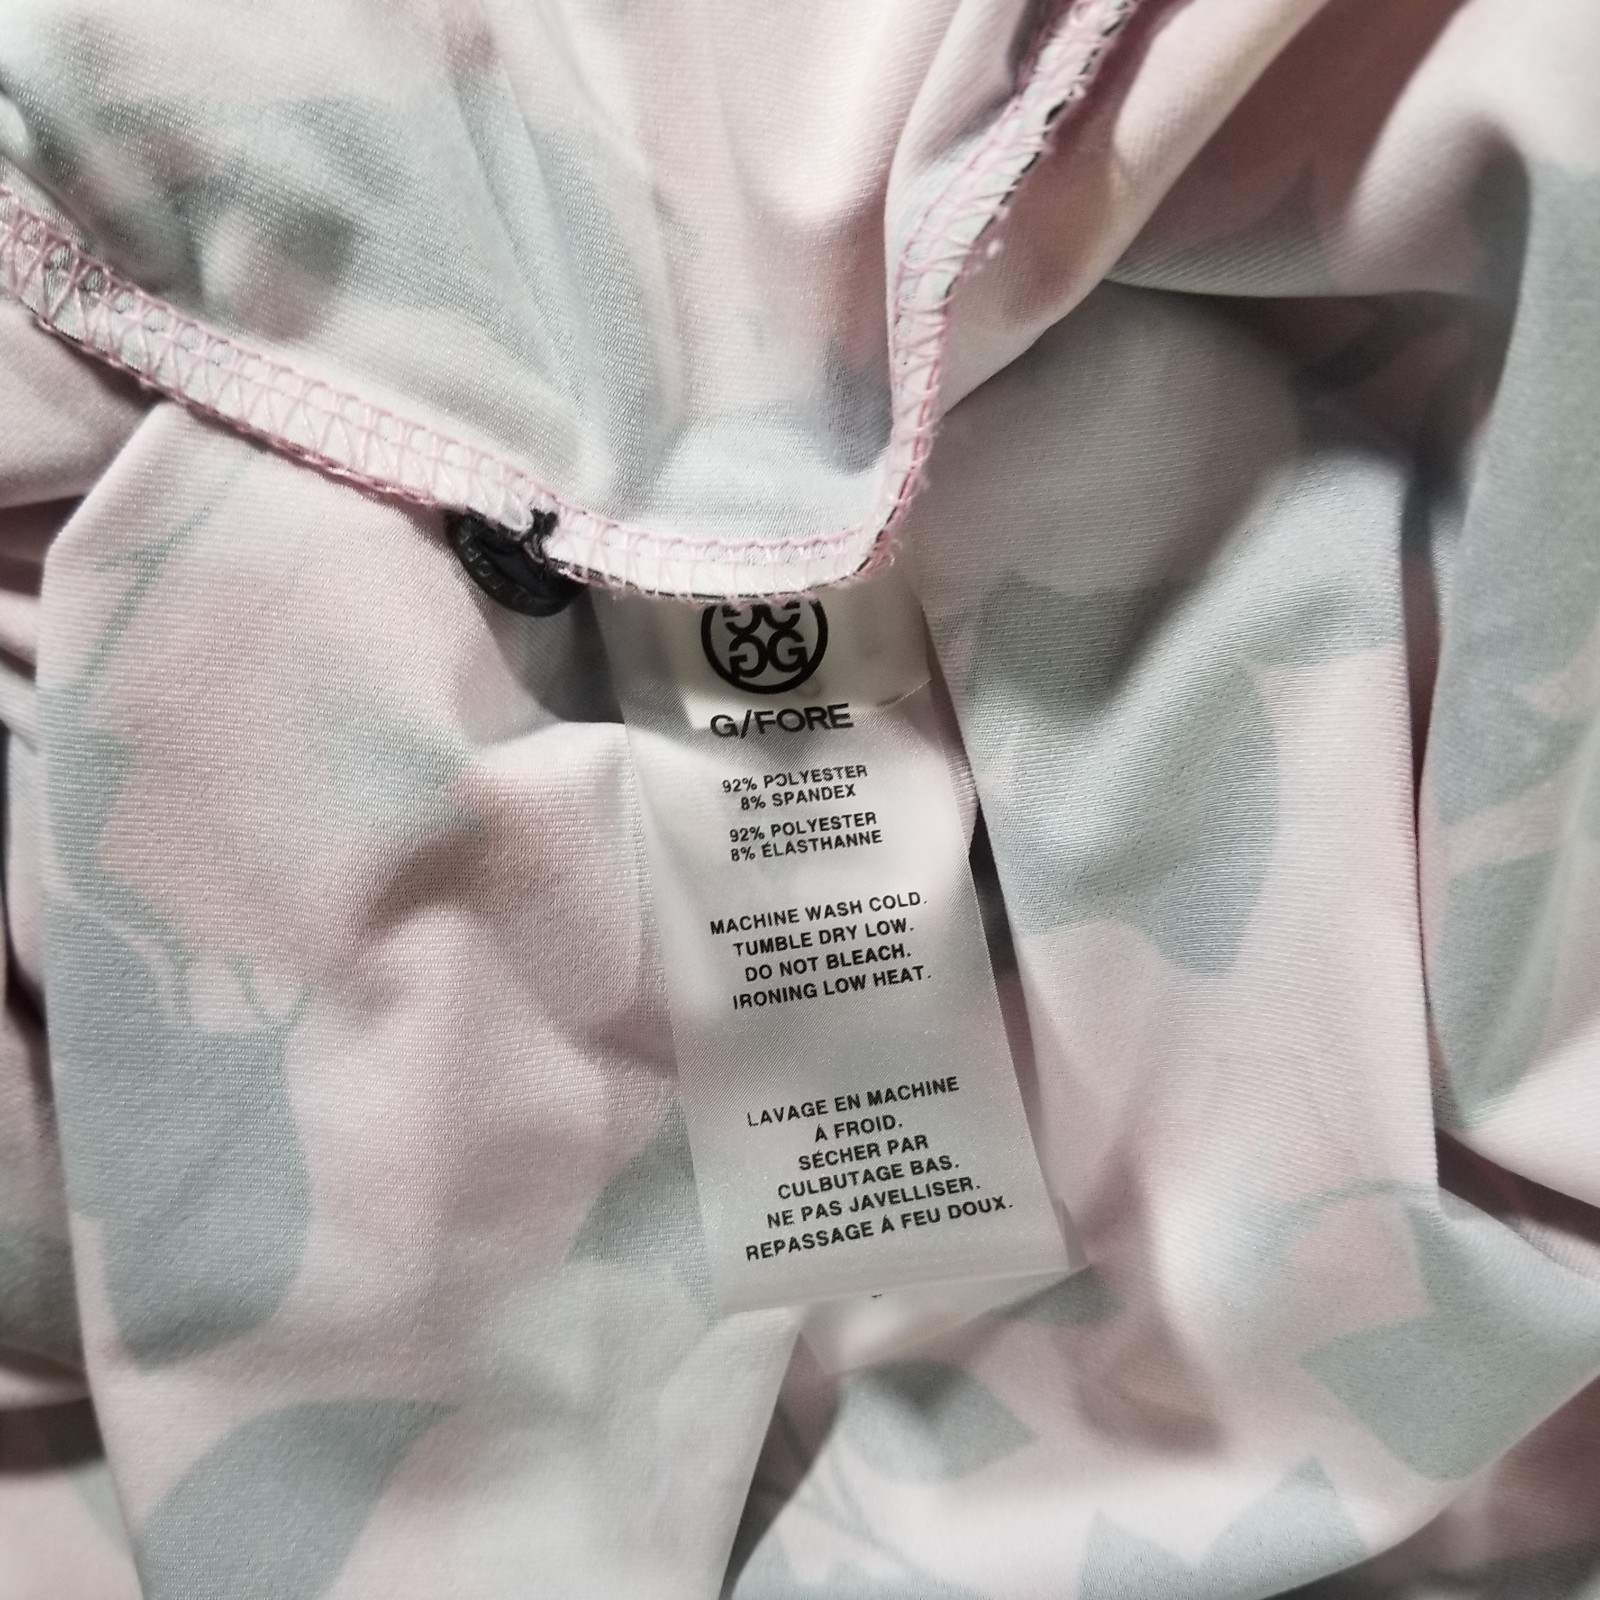 G/FORE
92% POLYESTER
8% SPANDEX
92% POLYESTER
8% ÉLASTHANNE
MACHINE WASH COLD.
TUMBLE DRY LOW.
DO NOT BLEACH.
IRONING LOW HEAT.
LAVAGE EN MACHINE
À FROID.
SÉCHER PAR
CULBUTAGE BAS.
NE PAS JAVELLISER.
REPASSAGE À FEU DOUX.